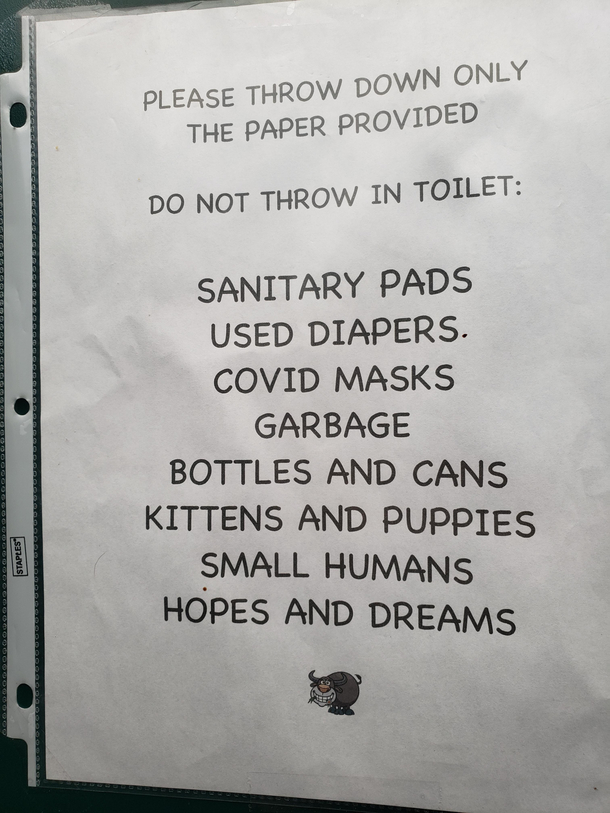 PLEASE THROW DOWN ONLY
THE PAPER PROVIDED
DO NOT THROW IN TOILET:
SANITARY PADS
USED DIAPERS.
COVID MASKS
GARBAGE
BOTTLES AND CANS
KITTENS AND PUPPIES
SMALL HUMANS
HOPES AND DREAMS
STAPLES